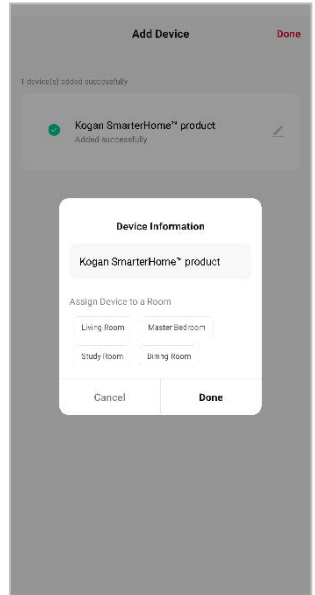 Add Device
Done
1 device(s) added successfully
Kogan SmarterHome™ product
Added successfully
Device Information
Kogan SmarterHome™ product
Assign Device to a Room
Living Room
Master Bedroom
Study Room
Dining Room
Cancel
Done